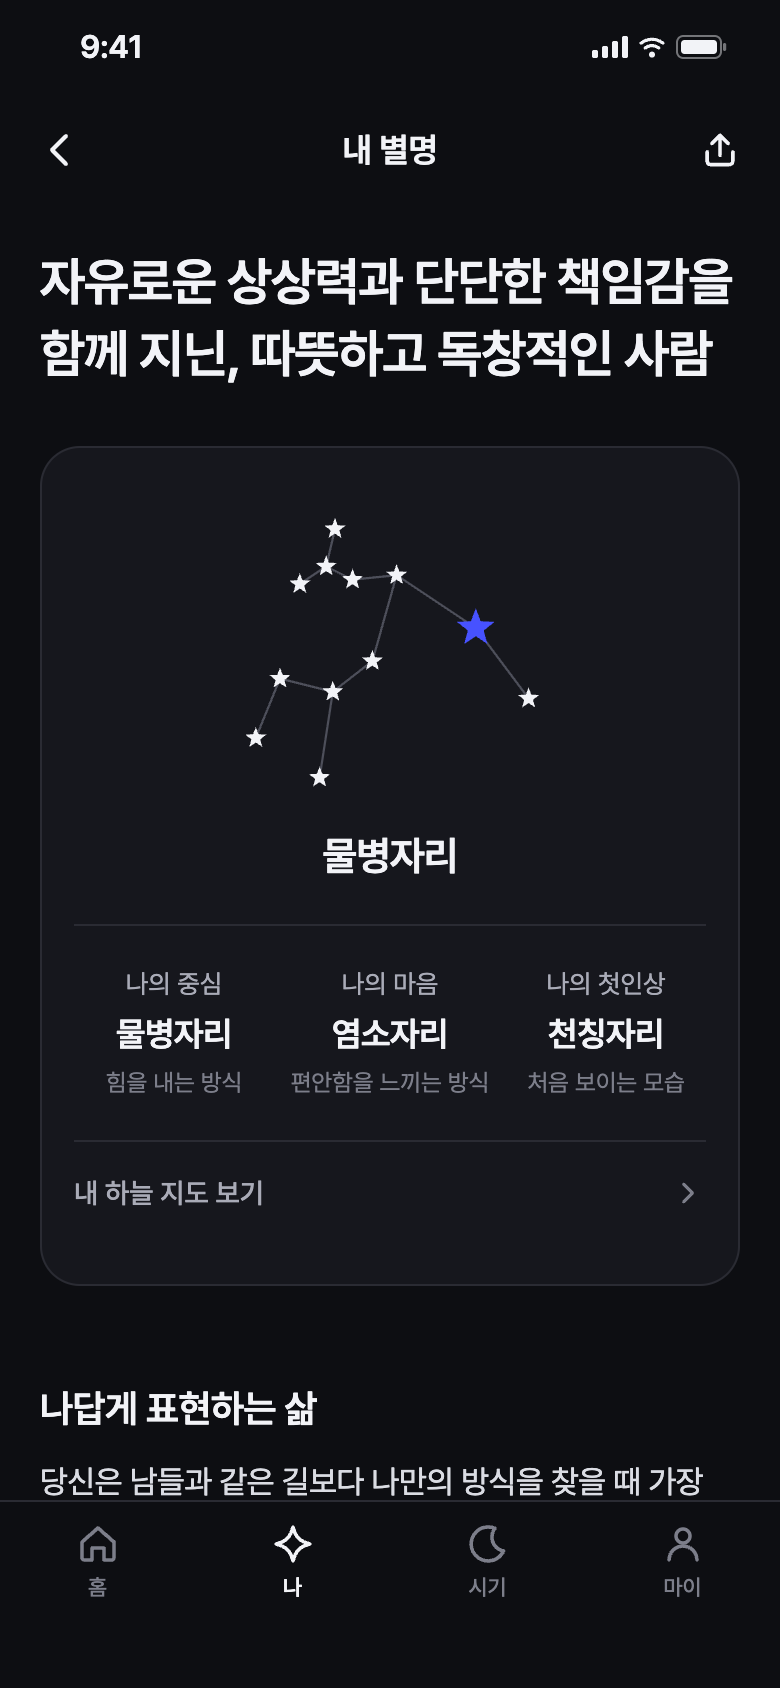 9:41
내 별명
자유로운 상상력과 단단한 책임감을
함께 지닌, 따뜻하고 독창적인 사람
물병자리
나의 중심
물병자리
힘을 내는 방식
나의 마음
염소자리
편안함을 느끼는 방식
나의 첫인상
천칭자리
처음 보이는 모습
내 하늘 지도 보기
나답게 표현하는 삶
당신은 남들과 같은 길보다 나만의 방식을 찾을 때 가장
홈
나
시기
마이